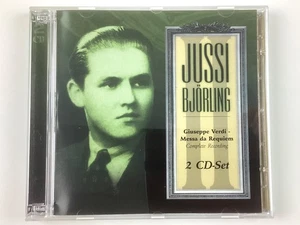 JUSSI
BJÖRLING
Giuseppe Verdi -
Messa da Requiem
Complete Recording
2 CD-Set